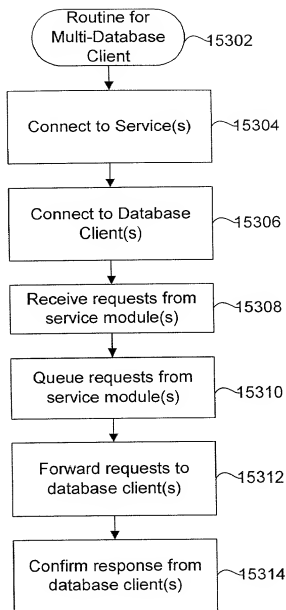 Routine for
Multi-Database
Client
15302
Connect to Service(s)
15304
Connect to Database
Client(s)
15306
Receive requests from
service module(s)
15308
Queue requests from
service module(s)
15310
Forward requests to
database client(s)
15312
Confirm response from
database client(s)
15314